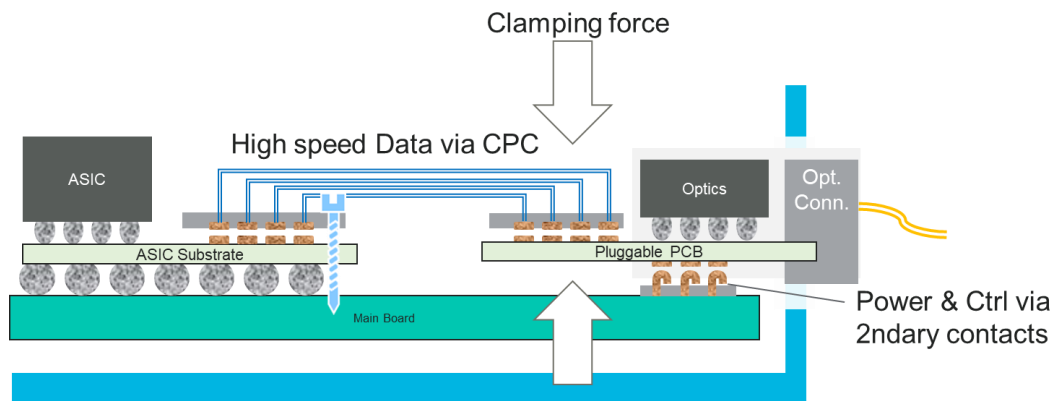 Clamping force
High speed Data via CPC
ASIC
Optics
Opt.
Conn.
ASIC Substrate
Pluggable PCB
Power & Ctrl via
2ndary contacts
Main Board